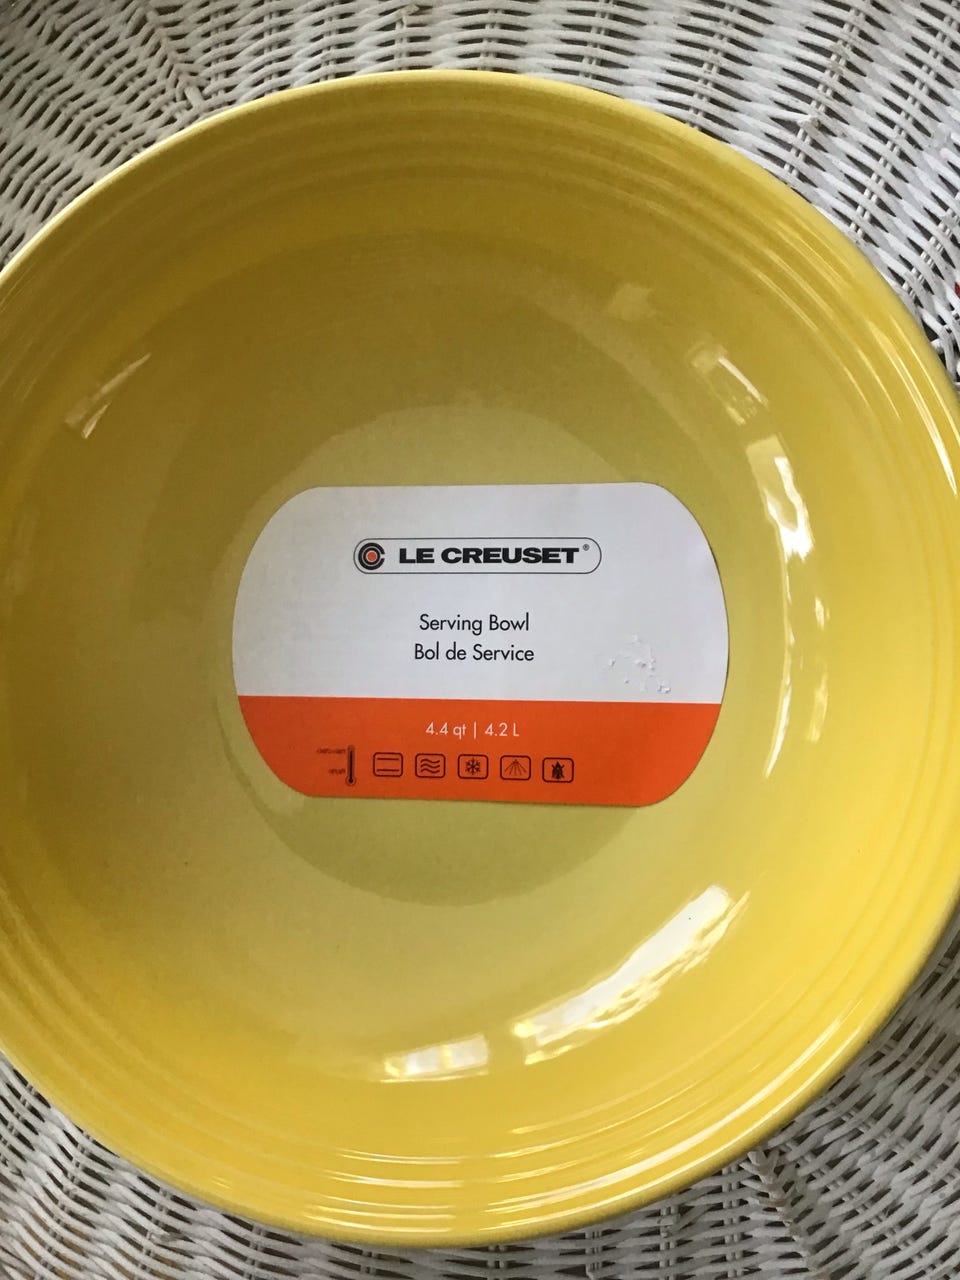 LE CREUSET®
Serving Bowl
Bol de Service
4.4 qt | 4.2 L